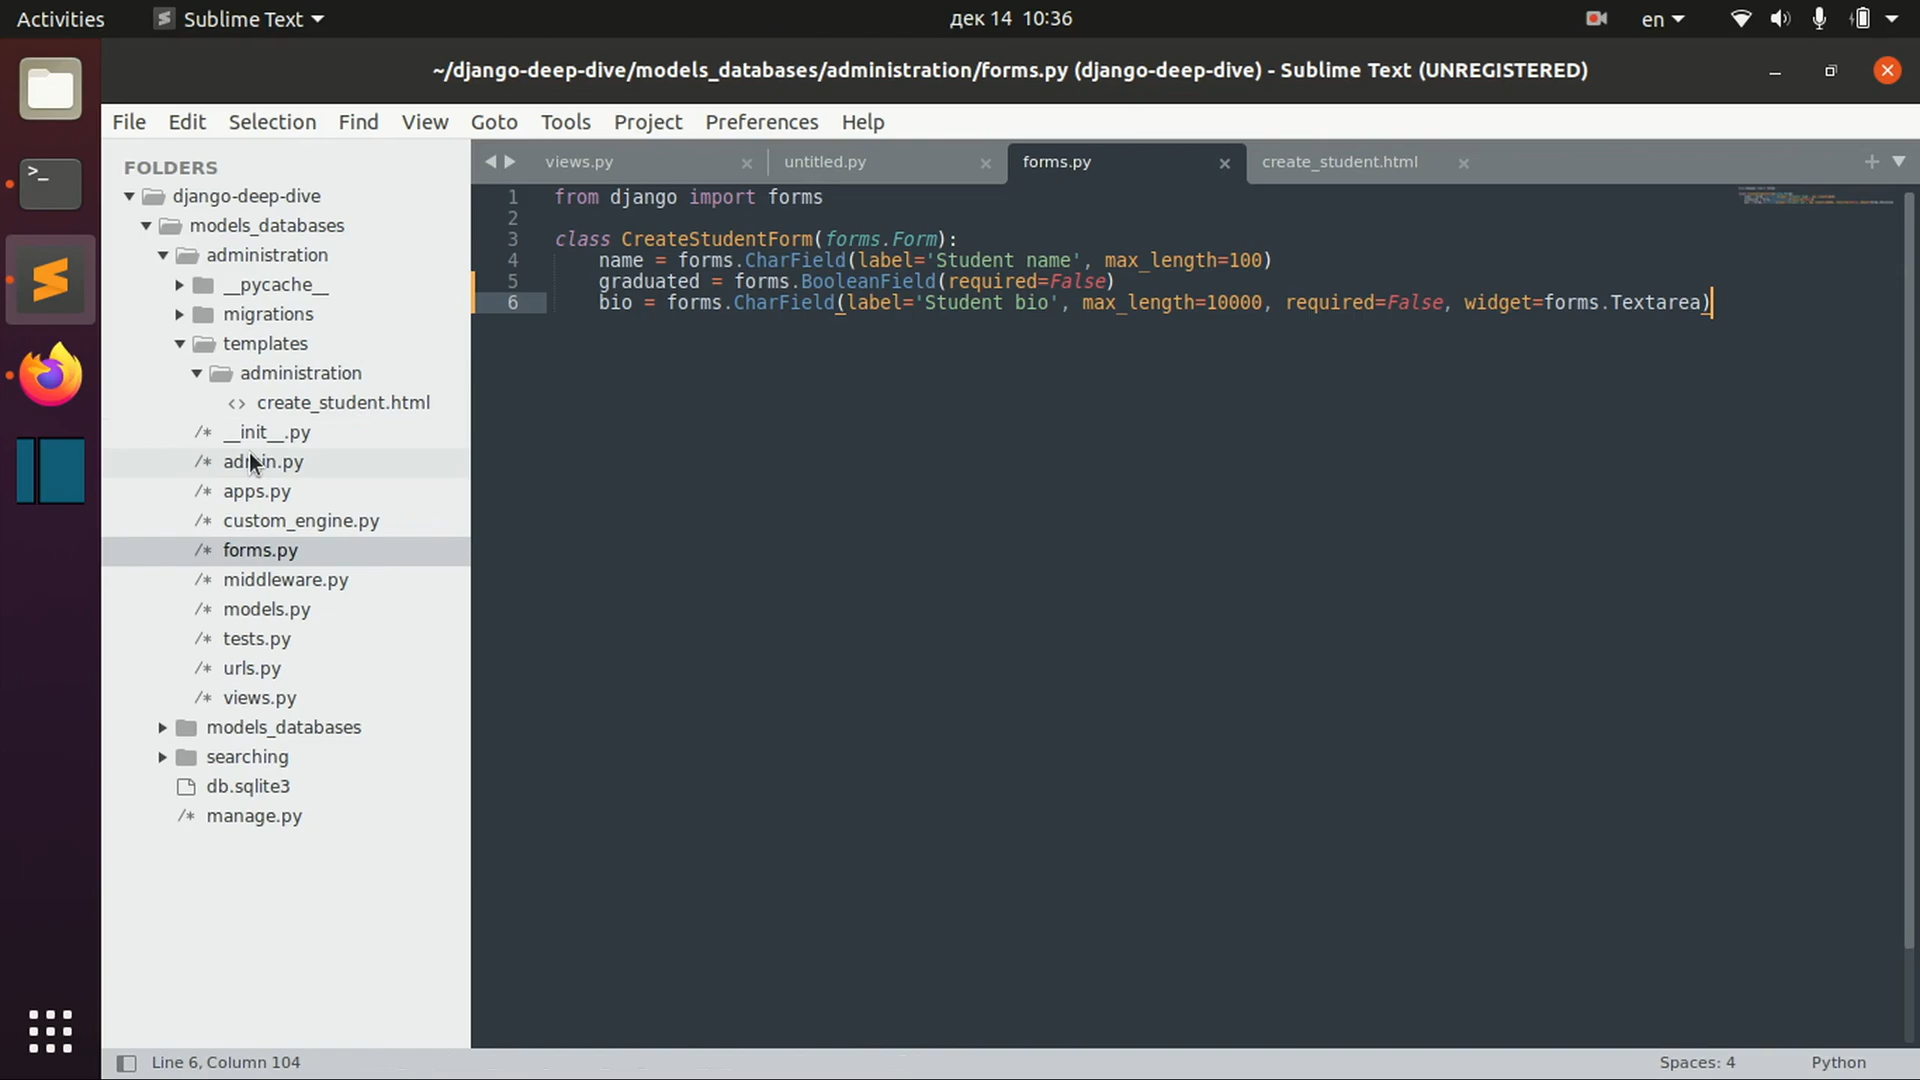 Activities Sublime Text дек 14 10:36 en
~/django-deep-dive/models_databases/administration/forms.py (django-deep-dive) - Sublime Text (UNREGISTERED)
File Edit Selection Find View Goto Tools Project Preferences Help
FOLDERS
django-deep-dive
models_databases
administration
__pycache__
migrations
templates
administration
<> create_student.html
/* __init__.py
/* admin.py
/* apps.py
/* custom_engine.py
/* forms.py
/* middleware.py
/* models.py
/* tests.py
/* urls.py
/* views.py
models_databases
searching
db.sqlite3
/* manage.py
views.py untitled.py forms.py create_student.html
1 from django import forms
2
3 class CreateStudentForm(forms.Form):
4 name = forms.CharField(label='Student name', max_length=100)
5 graduated = forms.BooleanField(required=False)
6 bio = forms.CharField(label='Student bio', max_length=10000, required=False, widget=forms.Textarea)
Line 6, Column 104 Spaces: 4 Python